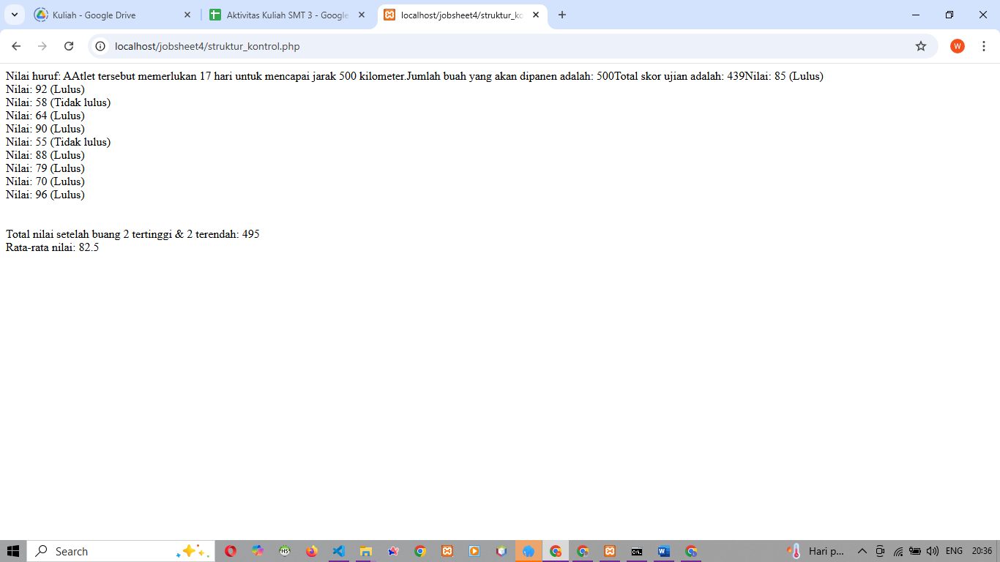 Kuliah - Google Drive
Aktivitas Kuliah SMT 3 - Google
localhost/jobsheet4/struktur_ko
localhost/jobsheet4/struktur_kontrol.php
W
Nilai huruf: AAtlet tersebut memerlukan 17 hari untuk mencapai jarak 500 kilometer.Jumlah buah yang akan dipanen adalah: 500Total skor ujian adalah: 439Nilai: 85 (Lulus)
Nilai: 92 (Lulus)
Nilai: 58 (Tidak lulus)
Nilai: 64 (Lulus)
Nilai: 90 (Lulus)
Nilai: 55 (Tidak lulus)
Nilai: 88 (Lulus)
Nilai: 79 (Lulus)
Nilai: 70 (Lulus)
Nilai: 96 (Lulus)
Total nilai setelah buang 2 tertinggi & 2 terendah: 495
Rata-rata nilai: 82.5
Search
HS
Hari p...
ENG
20:36